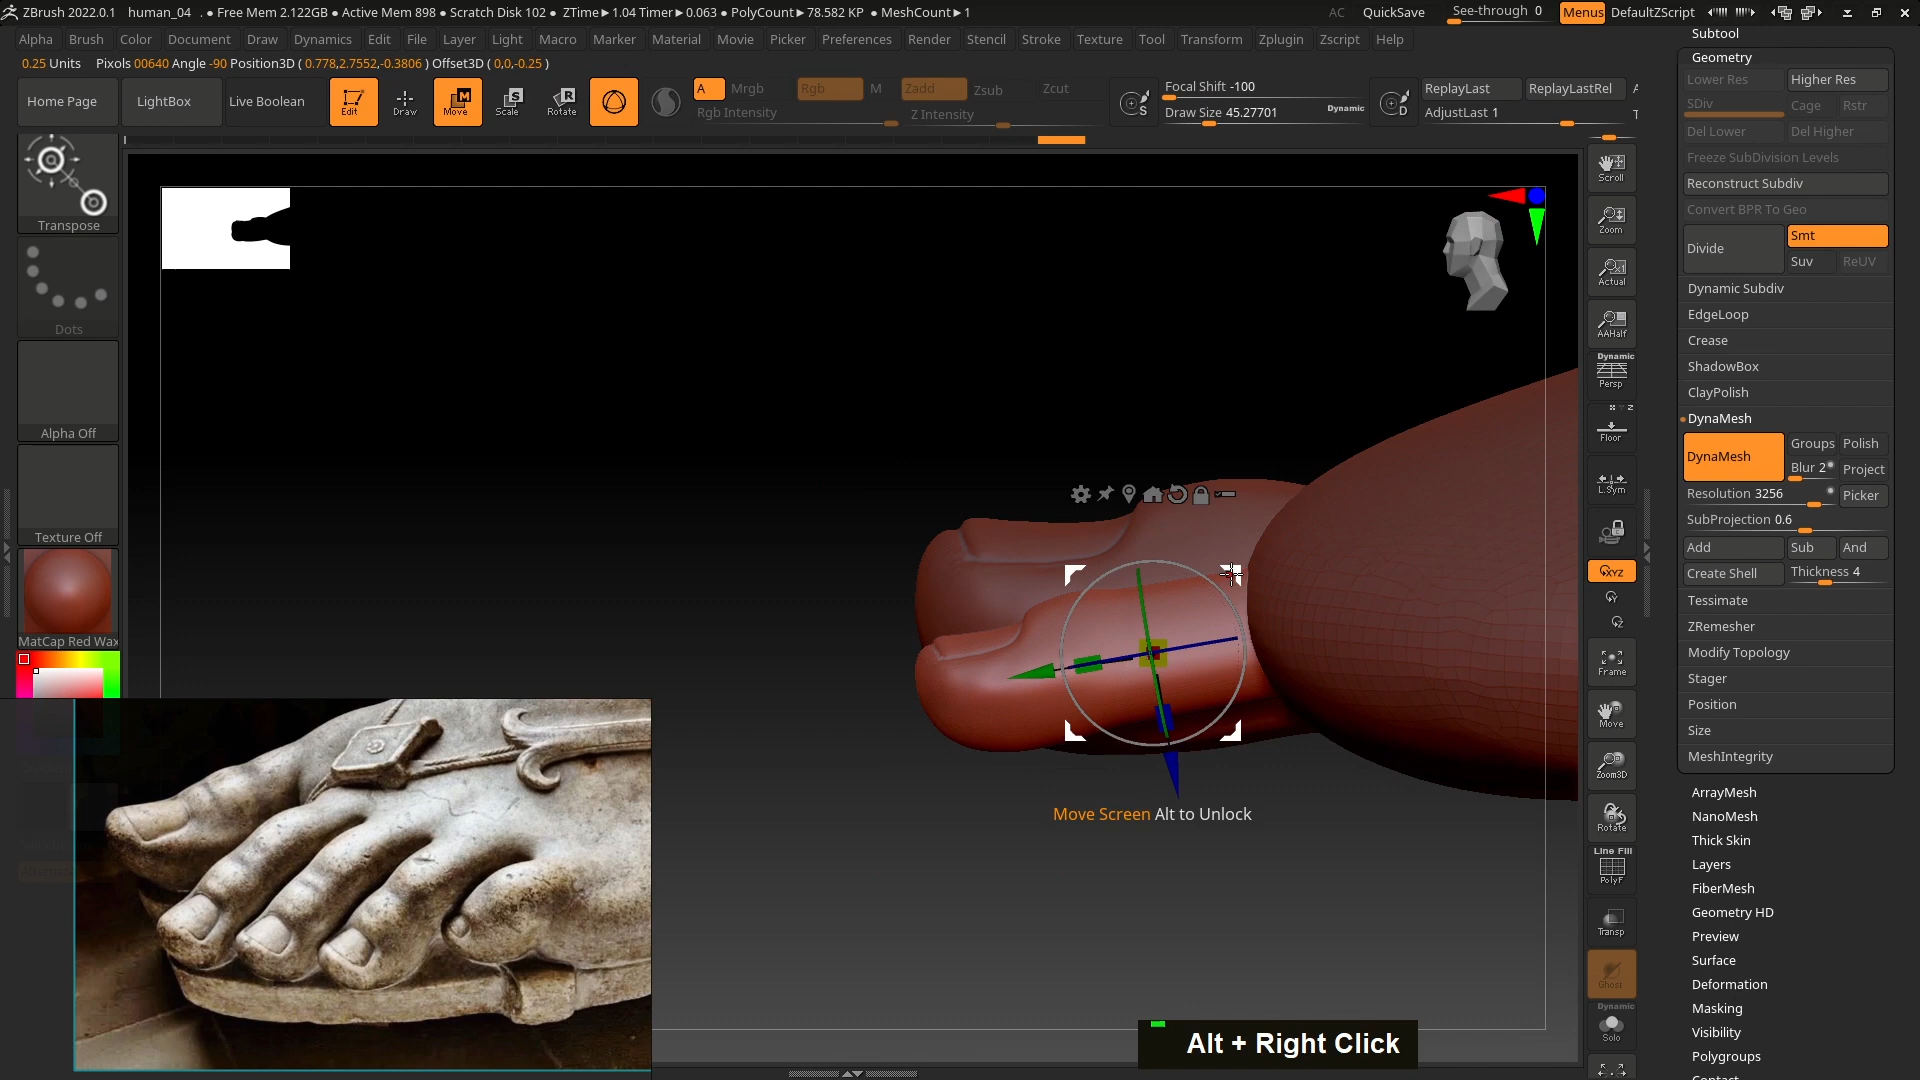 ZBrush 2022.0.1 human_04 . ● Free Mem 2.122GB ● Active Mem 898 ● Scratch Disk 102 ● ZTime►1.04 Timer►0.063 ● PolyCount►78.582 KP ● MeshCount►1 AC QuickSave See-through 0 Menus DefaultZScript
Alpha Brush Color Document Draw Dynamics Edit File Layer Light Macro Marker Material Movie Picker Preferences Render Stencil Stroke Texture Tool Transform Zplugin Zscript Help
0.25 Units Pixols 00640 Angle -90 Position3D ( 0.778,2.7552,-0.3806 ) Offset3D ( 0,0,-0.25 )
Home Page LightBox Live Boolean Edit Draw Move Scale Rotate
A Mrgb Rgb M Zadd Zsub Zcut
Rgb Intensity Z Intensity
Focal Shift -100
Draw Size 45.27701 Dynamic
ReplayLast ReplayLastRel A
AdjustLast 1
Transpose
Dots
Alpha Off
Texture Off
MatCap Red Wax
Move Screen Alt to Unlock
Alt + Right Click
Scroll
Zoom
Actual
AAHalf
Dynamic
Persp
Floor
L.Sym
XYZ
Frame
Move
Zoom3D
Rotate
Line Fill
PolyF
Transp
Ghost
Dynamic
Solo
Subtool
Geometry
Lower Res Higher Res
SDiv Cage Rstr
Del Lower Del Higher
Freeze SubDivision Levels
Reconstruct Subdiv
Convert BPR To Geo
Divide Smt
Suv ReUV
Dynamic Subdiv
EdgeLoop
Crease
ShadowBox
ClayPolish
DynaMesh
DynaMesh Groups Polish
Blur 2 Project
Resolution 3256 Picker
SubProjection 0.6
Add Sub And
Create Shell Thickness 4
Tessimate
ZRemesher
Modify Topology
Stager
Position
Size
MeshIntegrity
ArrayMesh
NanoMesh
Thick Skin
Layers
FiberMesh
Geometry HD
Preview
Surface
Deformation
Masking
Visibility
Polygroups